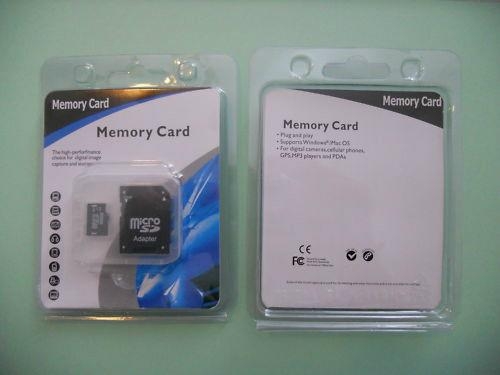 Memory Card
Memory Card
The high-performance
choice for digital image
capture and storage
micro
SD
Adapter
Memory Card
Memory Card
• Plug and play
• Supports Windows®/Mac OS
• For digital cameras,cellular phones,
GPS,MP3 players and PDAs
CE
FC